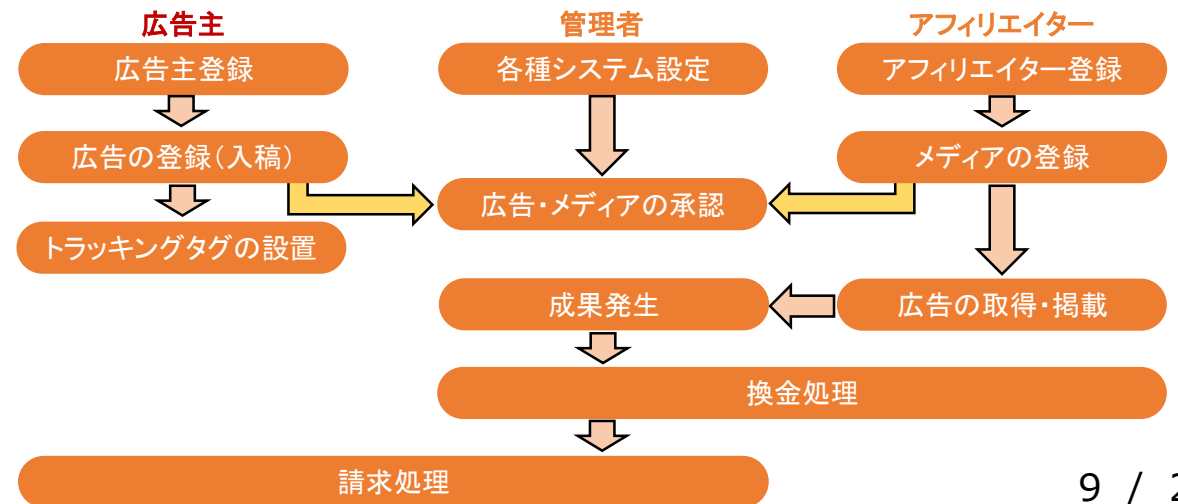 広告主
管理者
アフィリエイター
広告主登録
各種システム設定
アフィリエイター登録
広告の登録（入稿）
メディアの登録
広告・メディアの承認
トラッキングタグの設置
成果発生
広告の取得・掲載
換金処理
請求処理
9 / 2